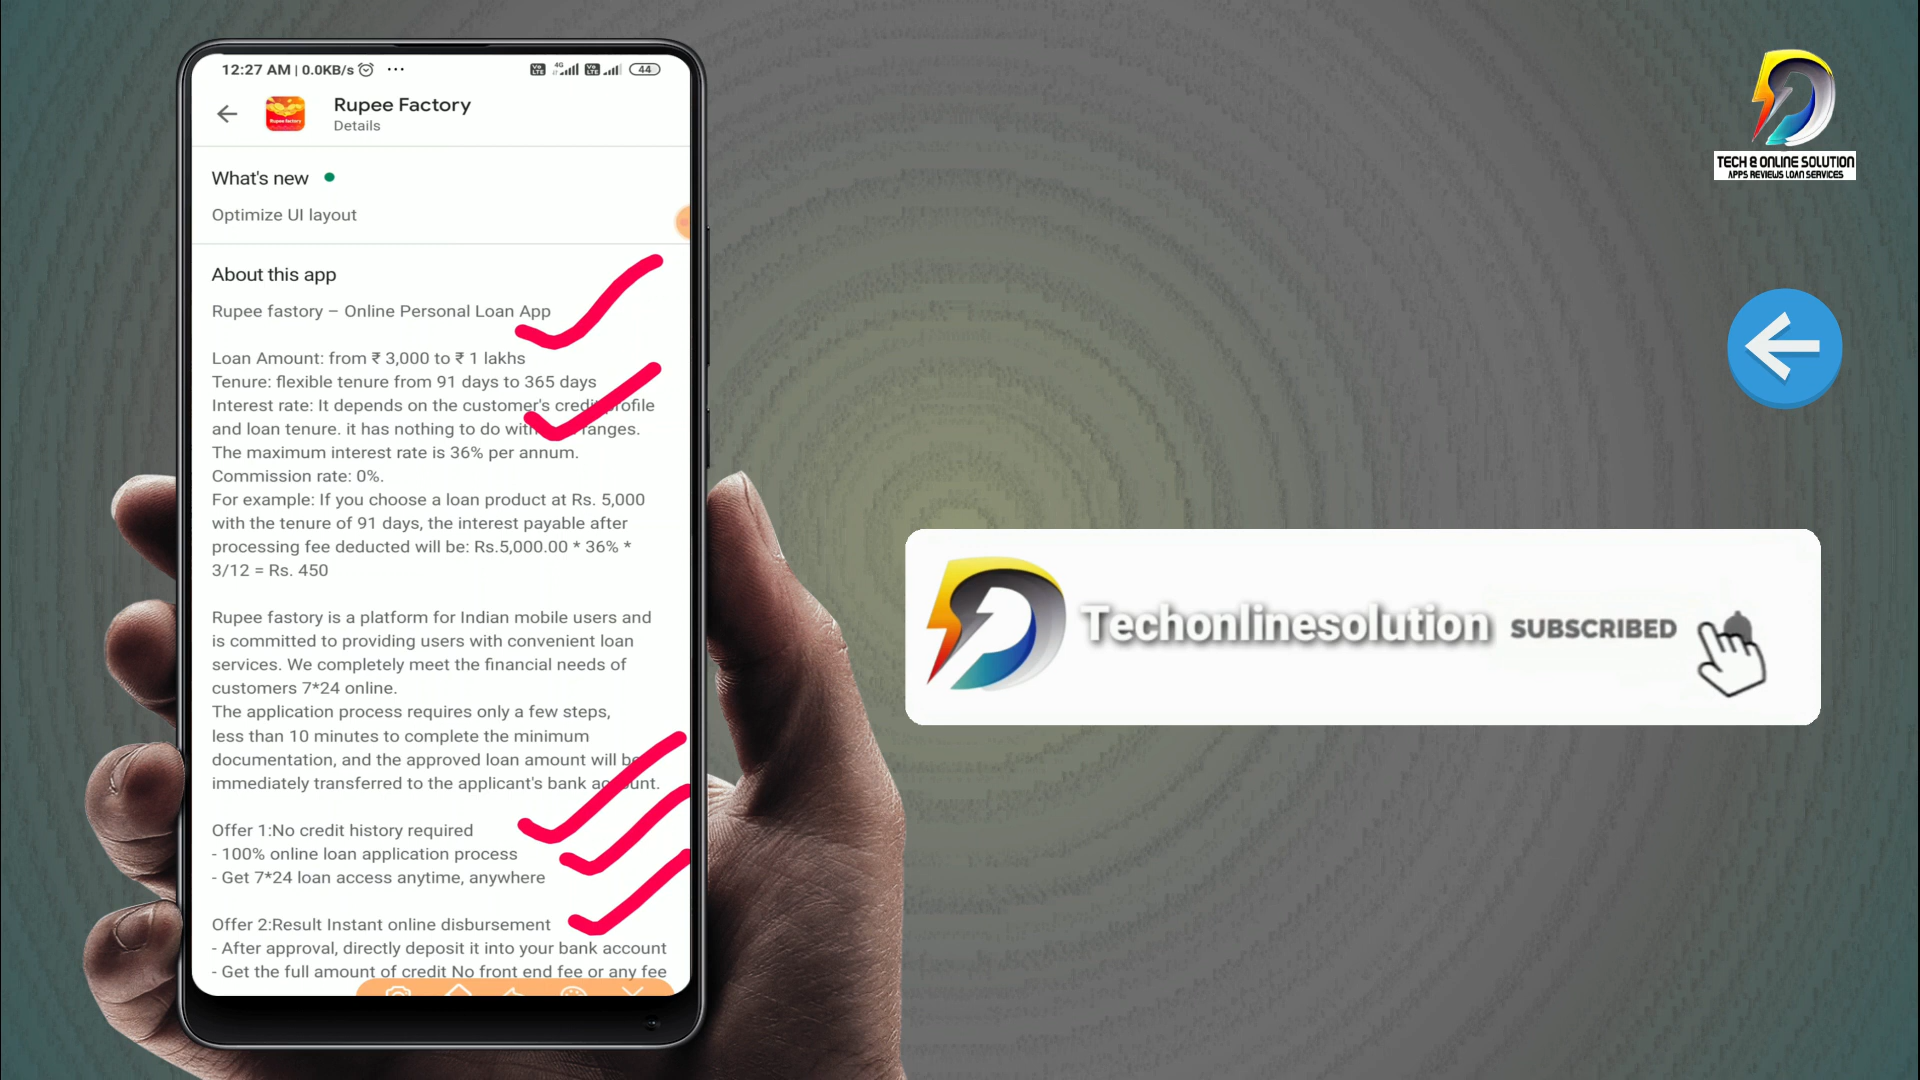 12:27 AM | 0.0KB/s
44
Rupee Factory
Details
What's new
Optimize UI layout
About this app
Rupee fastory – Online Personal Loan App
Loan Amount: from ₹ 3,000 to ₹ 1 lakhs
Tenure: flexible tenure from 91 days to 365 days
Interest rate: It depends on the customer's credit profile
and loan tenure. it has nothing to do with ranges.
The maximum interest rate is 36% per annum.
Commission rate: 0%.
For example: If you choose a loan product at Rs. 5,000
with the tenure of 91 days, the interest payable after
processing fee deducted will be: Rs.5,000.00 * 36% *
3/12 = Rs. 450
Rupee fastory is a platform for Indian mobile users and
is committed to providing users with convenient loan
services. We completely meet the financial needs of
customers 7*24 online.
The application process requires only a few steps,
less than 10 minutes to complete the minimum
documentation, and the approved loan amount will be
immediately transferred to the applicant's bank account.
Offer 1:No credit history required
- 100% online loan application process
- Get 7*24 loan access anytime, anywhere
Offer 2:Result Instant online disbursement
- After approval, directly deposit it into your bank account
- Get the full amount of credit No front end fee or any fee
TECH & ONLINE SOLUTION
APPS REVIEWS LOAN SERVICES
Techonlinesolution SUBSCRIBED